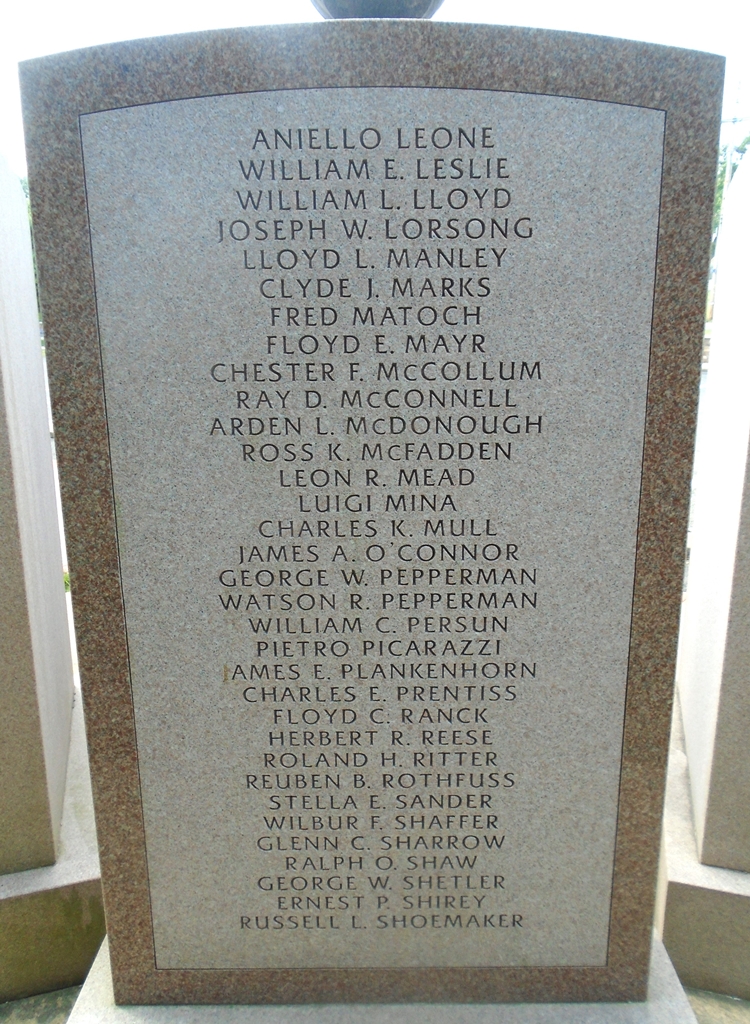 ANIELLO LEONE
WILLIAM E. LESLIE
WILLIAM L. LLOYD
JOSEPH W. LORSONG
LLOYD L. MANLEY
CLYDE J. MARKS
FRED MATOCH
FLOYD E. MAYR
CHESTER F. McCOLLUM
RAY D. McCONNELL
ARDEN L. McDONOUGH
ROSS K. McFADDEN
LEON R. MEAD
LUIGI MINA
CHARLES K. MULL
JAMES A. O'CONNOR
GEORGE W. PEPPERMAN
WATSON R. PEPPERMAN
WILLIAM C. PERSUN
PIETRO PICARAZZI
JAMES E. PLANKENHORN
CHARLES E. PRENTISS
FLOYD C. RANCK
HERBERT R. REESE
ROLAND H. RITTER
REUBEN B. ROTHFUSS
STELLA E. SANDER
WILBUR F. SHAFFER
GLENN C. SHARROW
RALPH O. SHAW
GEORGE W. SHETLER
ERNEST P. SHIREY
RUSSELL L. SHOEMAKER